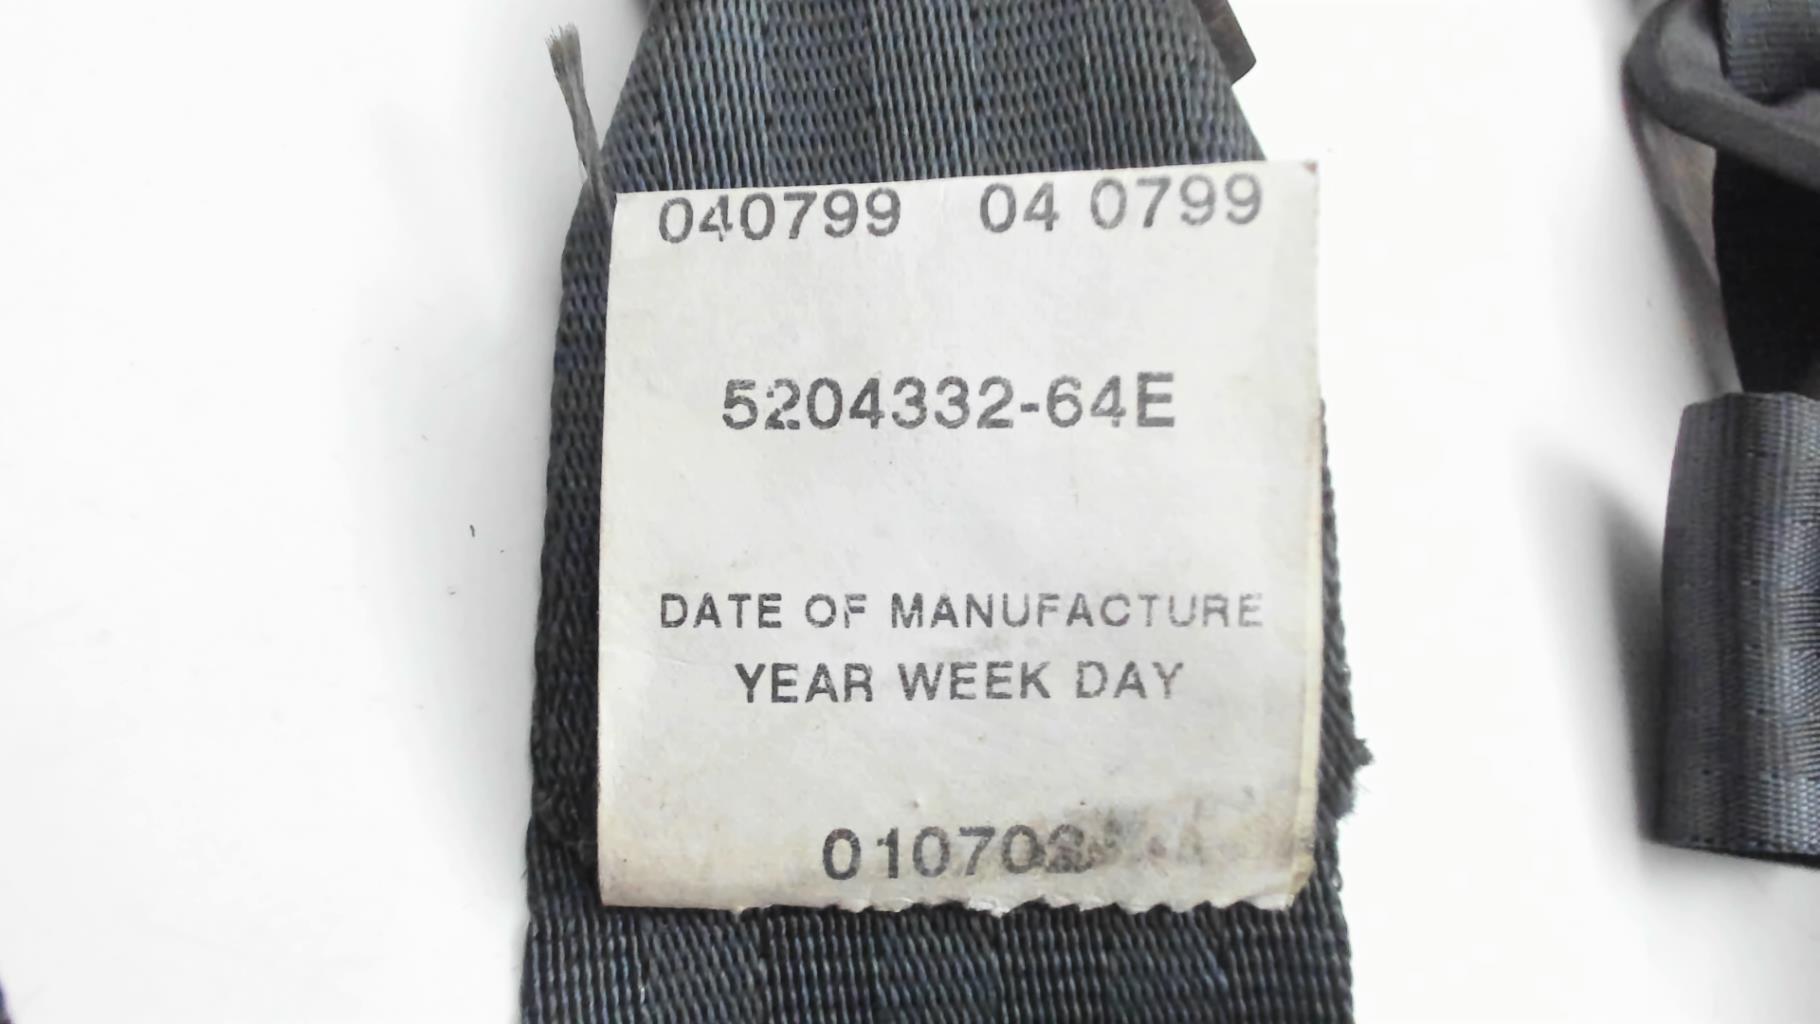 040799 04 0799
5204332-64E
DATE OF MANUFACTURE
YEAR WEEK DAY